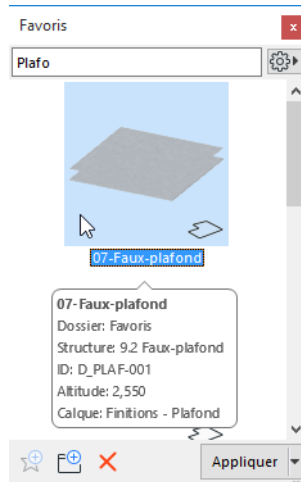 Favoris
x
Plafo
07-Faux-plafond
07-Faux-plafond
Dossier: Favoris
Structure: 9.2 Faux-plafond
ID: D_PLAF-001
Altitude: 2,550
Calque: Finitions - Plafond
Appliquer